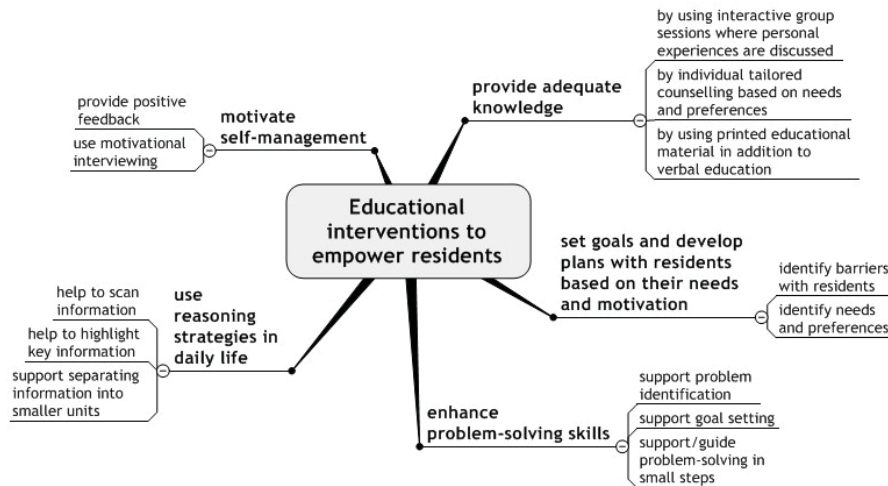 Educational
interventions to
empower residents
provide adequate
knowledge
by using interactive group
sessions where personal
experiences are discussed
by individual tailored
counselling based on needs
and preferences
by using printed educational
material in addition to
verbal education
set goals and develop
plans with residents
based on their needs
and motivation
identify barriers
with residents
identify needs
and preferences
enhance
problem-solving skills
support problem
identification
support goal setting
support/guide
problem-solving in
small steps
use
reasoning
strategies in
daily life
help to scan
information
help to highlight
key information
support separating
information into
smaller units
motivate
self-management
provide positive
feedback
use motivational
interviewing